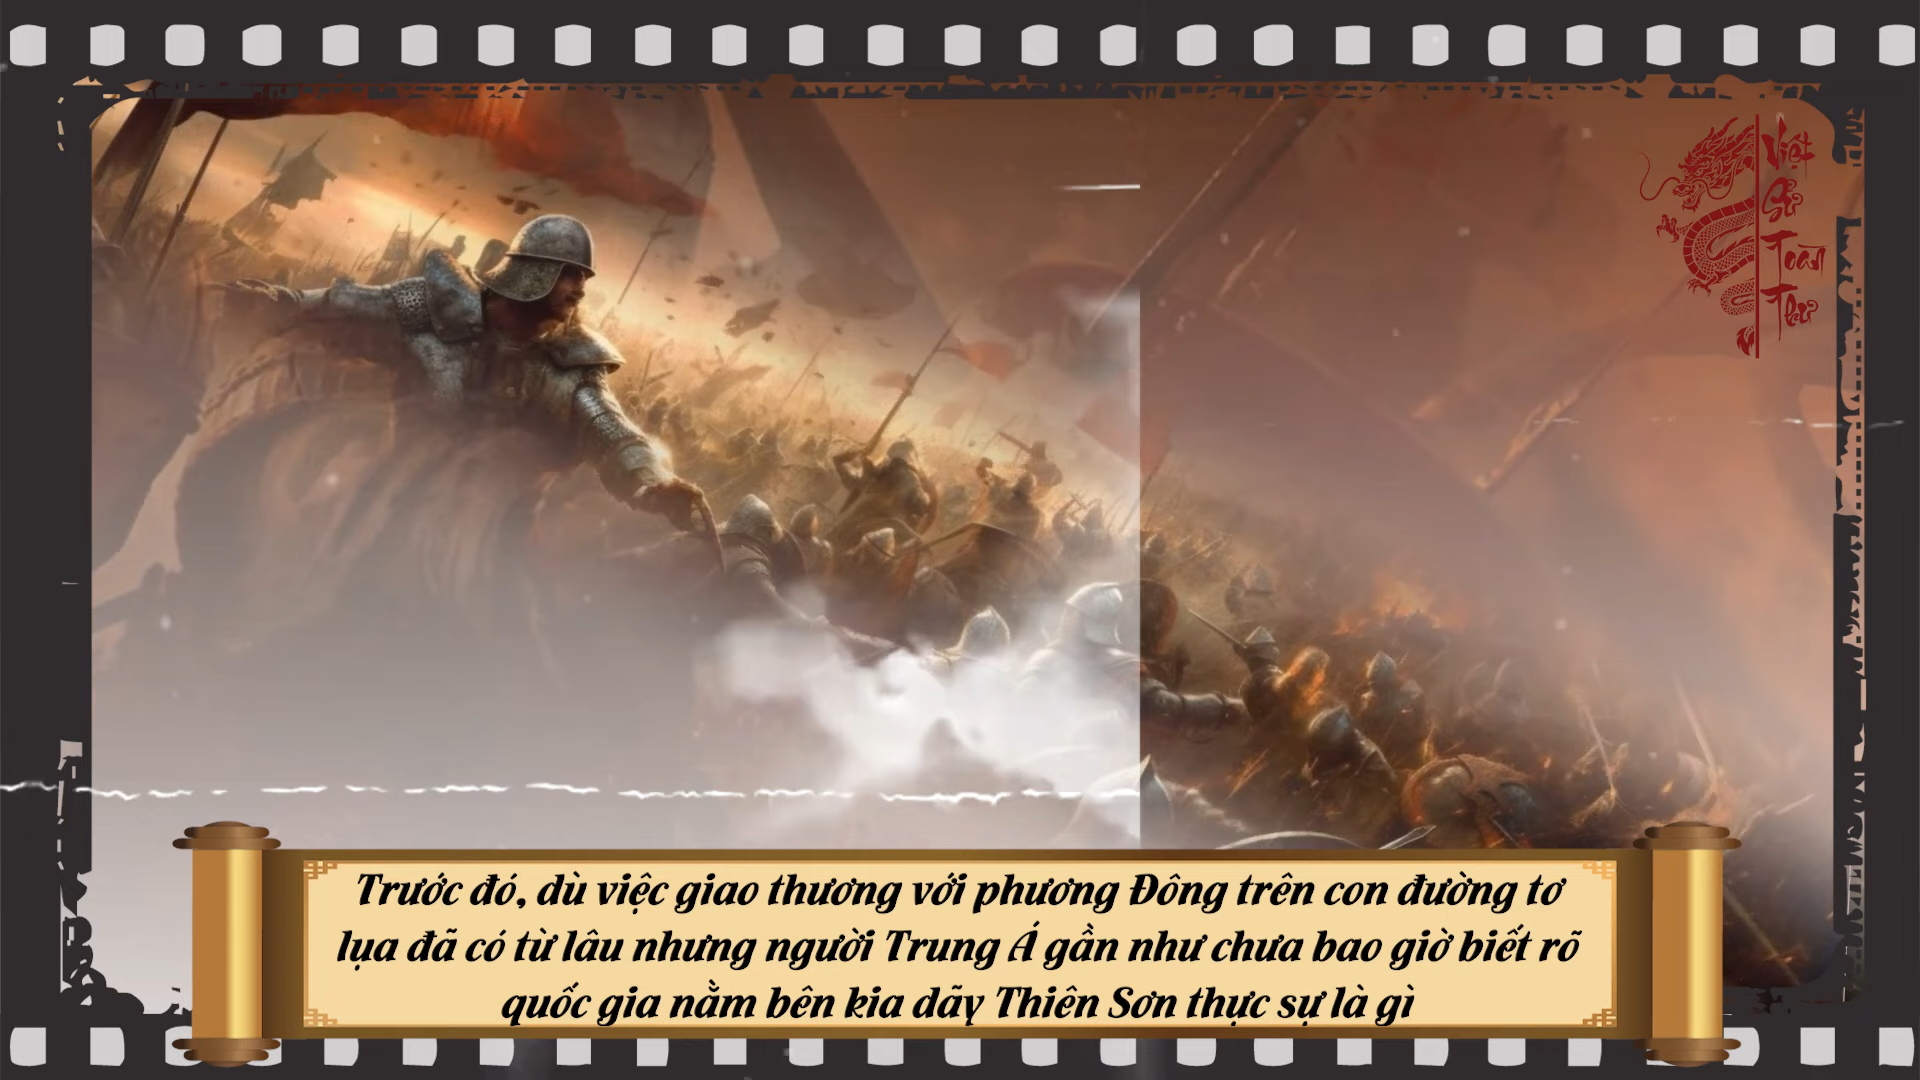 Việt
Sử
Toàn
Thư
Trước đó, dù việc giao thương với phương Đông trên con đường tơ
lụa đã có từ lâu nhưng người Trung Á gần như chưa bao giờ biết rõ
quốc gia nằm bên kia dãy Thiên Sơn thực sự là gì